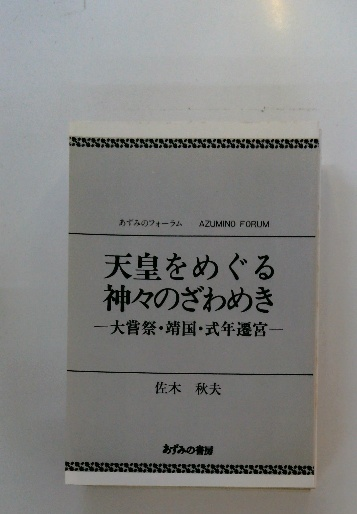 あずみのフォーラム AZUMINO FORUM
天皇をめぐる
神々のざわめき
―大嘗祭・靖国・式年遷宮―
佐木 秋夫
あずみの書房